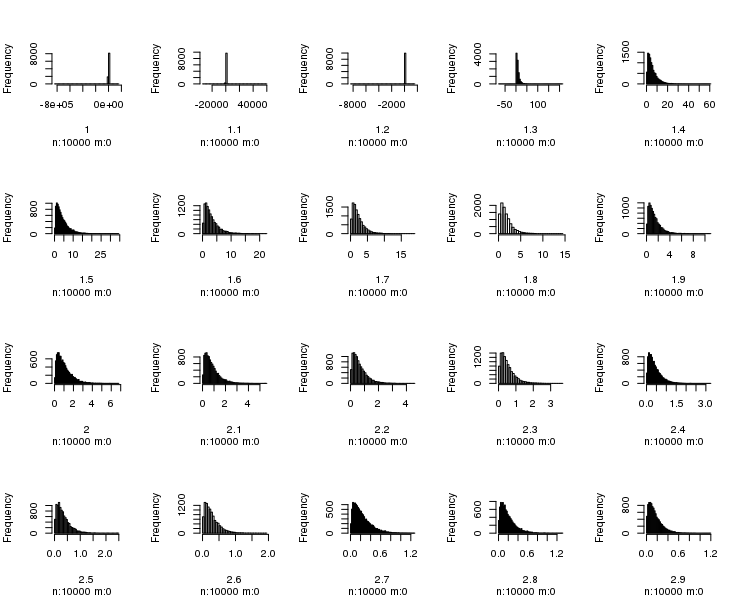 Frequency 0 8000 -8e+05 0e+00 1 n:10000 m:0
Frequency 0 8000 -20000 40000 1.1 n:10000 m:0
Frequency 0 8000 -8000 -2000 1.2 n:10000 m:0
Frequency 0 4000 -50 100 1.3 n:10000 m:0
Frequency 0 1500 0 20 40 60 1.4 n:10000 m:0
Frequency 0 800 0 10 25 1.5 n:10000 m:0
Frequency 0 1200 0 10 20 1.6 n:10000 m:0
Frequency 0 1500 0 5 15 1.7 n:10000 m:0
Frequency 0 2000 0 5 10 15 1.8 n:10000 m:0
Frequency 0 1000 0 4 8 1.9 n:10000 m:0
Frequency 0 600 0 2 4 6 2 n:10000 m:0
Frequency 0 800 0 2 4 2.1 n:10000 m:0
Frequency 0 800 0 2 4 2.2 n:10000 m:0
Frequency 0 1200 0 1 2 3 2.3 n:10000 m:0
Frequency 0 800 0.0 1.5 3.0 2.4 n:10000 m:0
Frequency 0 800 0.0 1.0 2.0 2.5 n:10000 m:0
Frequency 0 1200 0.0 1.0 2.0 2.6 n:10000 m:0
Frequency 0 500 0.0 0.6 1.2 2.7 n:10000 m:0
Frequency 0 600 0.0 0.6 1.2 2.8 n:10000 m:0
Frequency 0 800 0.0 0.6 1.2 2.9 n:10000 m:0